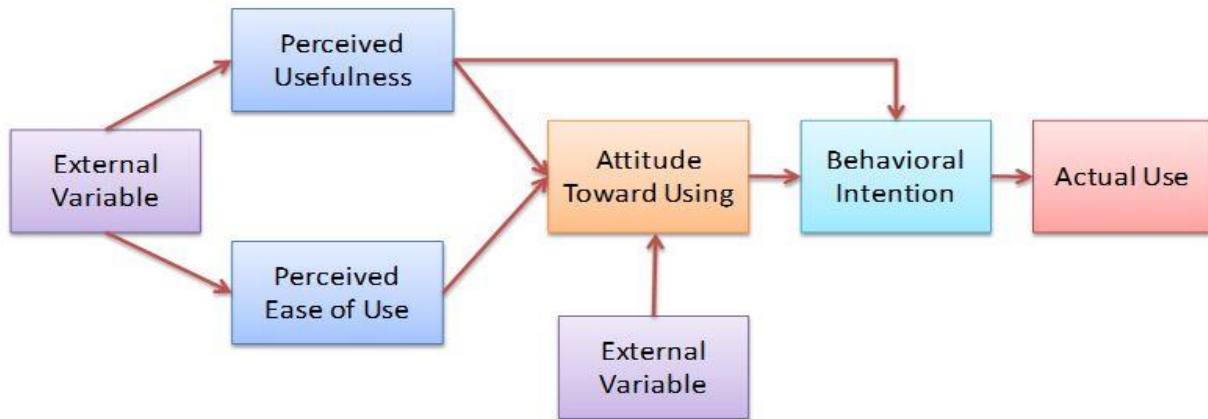 Perceived
Usefulness
External
Variable
Attitude
Toward Using
Behavioral
Intention
Actual Use
Perceived
Ease of Use
External
Variable